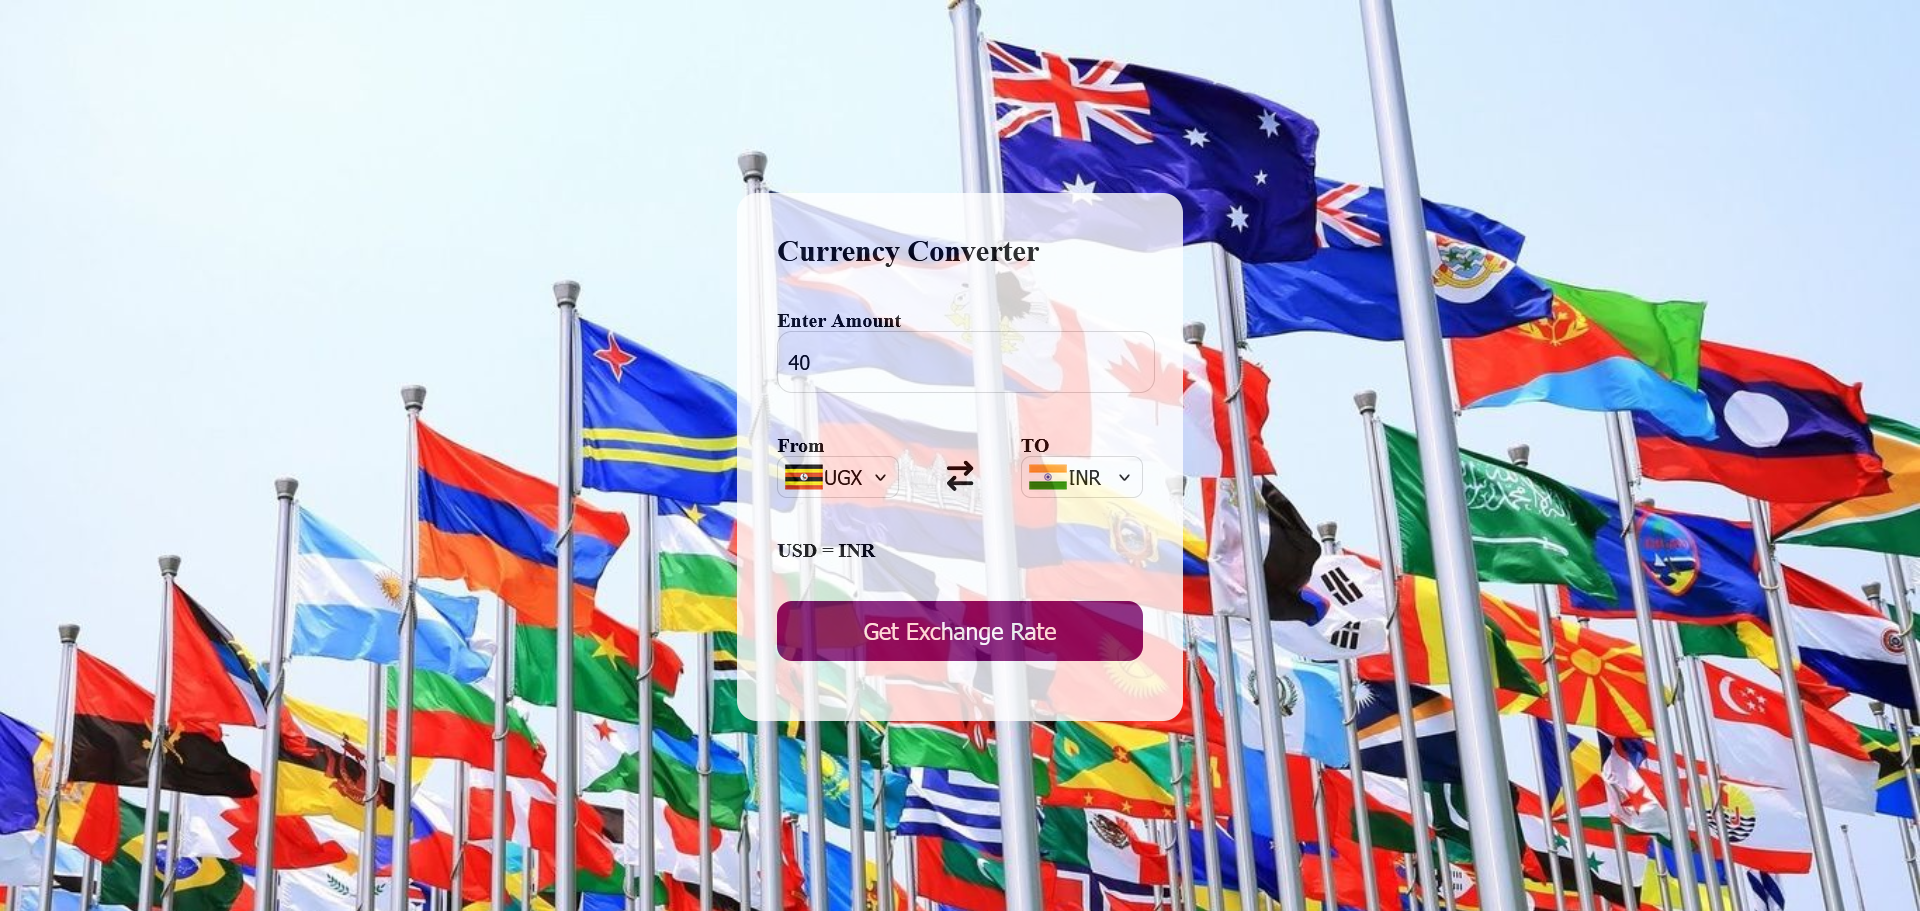 Currency Converter
Enter Amount
40
From TO
UGX INR
USD = INR
Get Exchange Rate